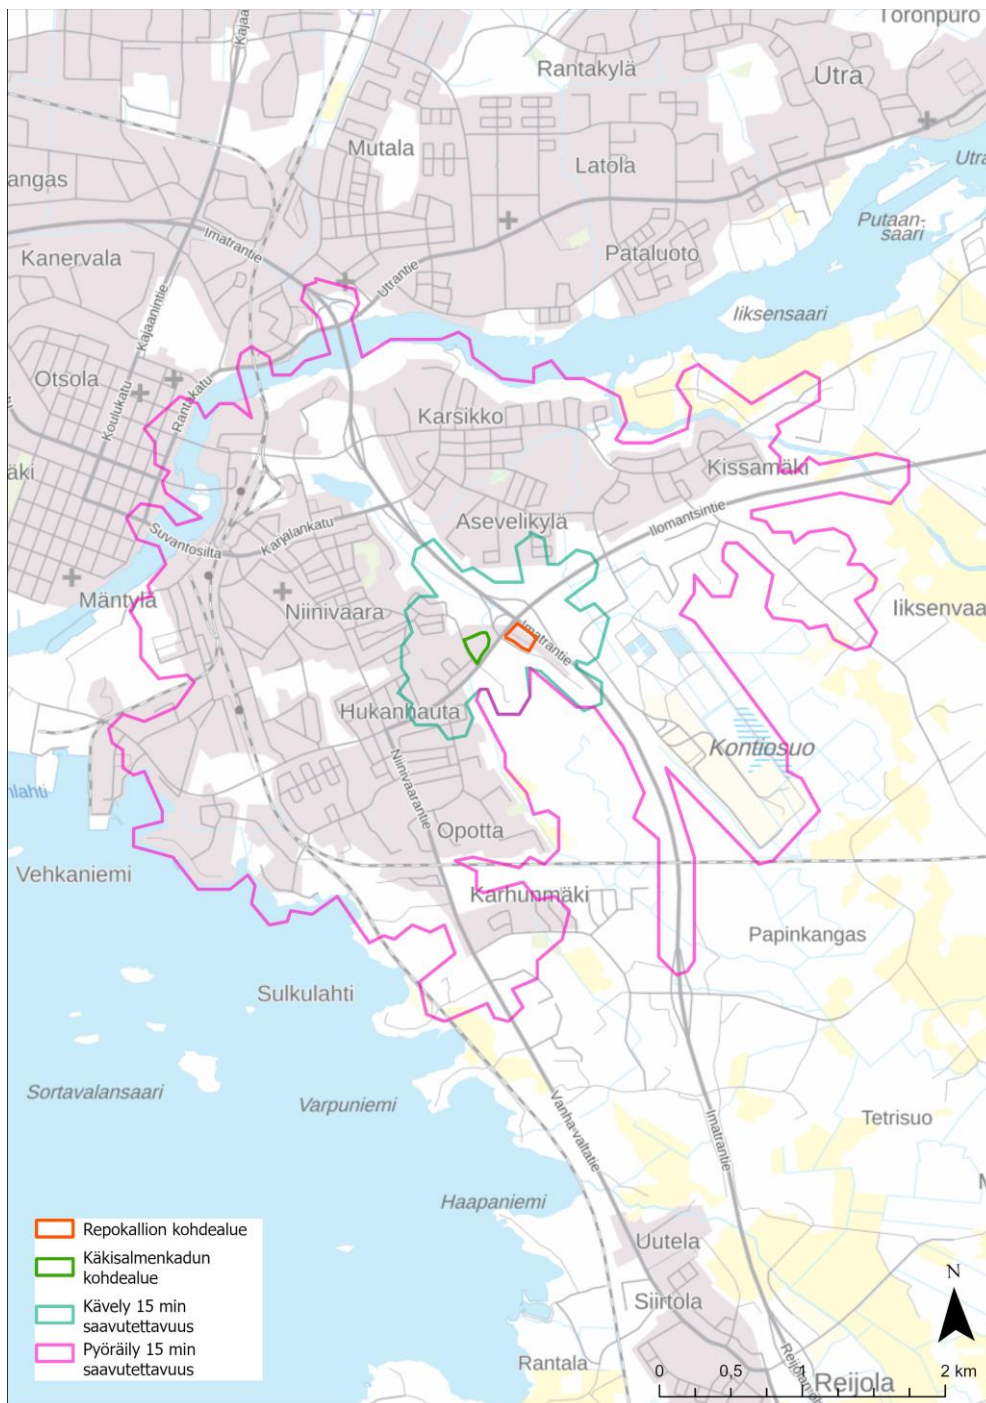 Toronpuro
Rantakylä
Utra
Kajaa
Mutala
Latola
Utra
angas
Putaan-
saari
Imatrantie
Kanervala
Pataluoto
Utrantie
Kajaanintie
Iiksensaari
Otsola
Koulukatu
Rantakatu
Karsikko
äki
Kissamäki
Asevelikylä
Ilomantsintie
Karjalankatu
Suvantosilta
Mäntylä
Niinivaara
Iiksenvaa
Imatrantie
Hukanhauta
Kontiosuo
Niinivaarantie
nlahti
Opotta
Vehkaniemi
Karhunmäki
Papinkangas
Sulkulahti
Sortavalansaari
Varpuniemi
Vanha valtatie
Imatrantie
Tetrisuo
Haapaniemi
Uutela
Siirtola
Rantala
Reijola
Repokallion kohdealue
Käkisalmenkadun
kohdealue
Kävely 15 min
saavutettavuus
Pyöräily 15 min
saavutettavuus
N
0 0,5 1 2 km